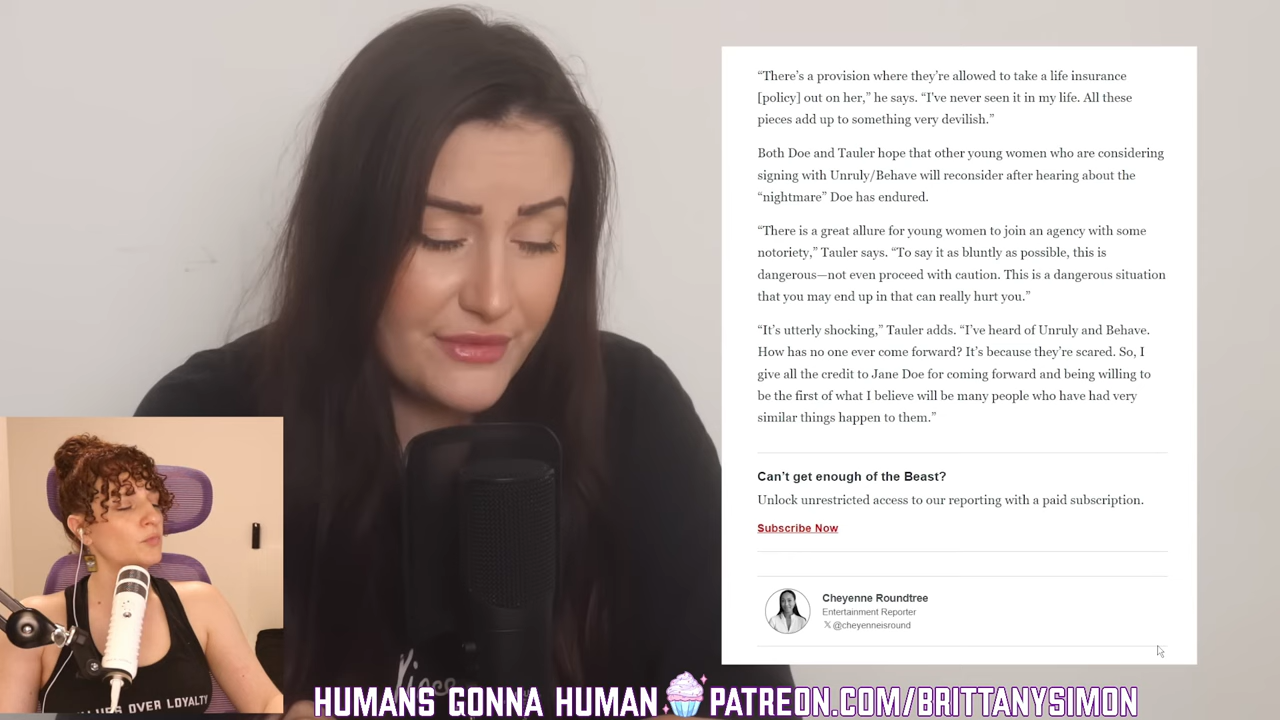 “There’s a provision where they’re allowed to take a life insurance
[policy] out on her,” he says. “I’ve never seen it in my life. All these
pieces add up to something very devilish.”
Both Doe and Tauler hope that other young women who are considering
signing with Unruly/Behave will reconsider after hearing about the
“nightmare” Doe has endured.
“There is a great allure for young women to join an agency with some
notoriety,” Tauler says. “To say it as bluntly as possible, this is
dangerous—not even proceed with caution. This is a dangerous situation
that you may end up in that can really hurt you.”
“It’s utterly shocking,” Tauler adds. “I’ve heard of Unruly and Behave.
How has no one ever come forward? It’s because they’re scared. So, I
give all the credit to Jane Doe for coming forward and being willing to
be the first of what I believe will be many people who have had very
similar things happen to them.”
Can’t get enough of the Beast?
Unlock unrestricted access to our reporting with a paid subscription.
Subscribe Now
Cheyenne Roundtree
Entertainment Reporter
𝕏 @cheyenneisround
OVER LOYALTY
HUMANS GONNA HUMAN PATREON.COM/BRITTANYSIMON